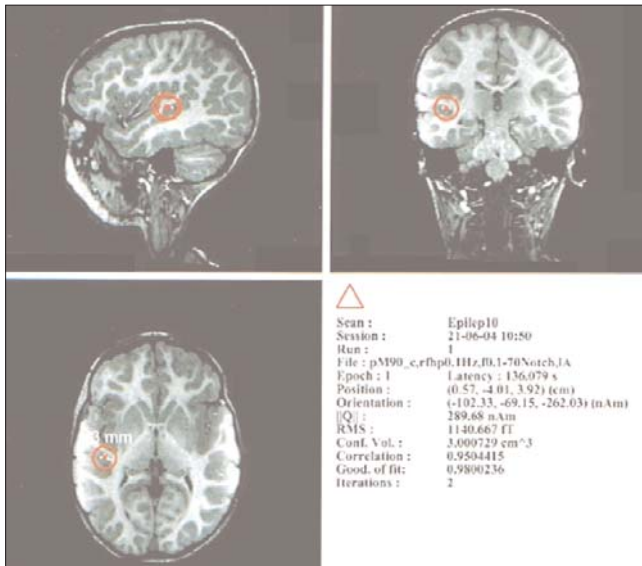 3 mm
Scan : Epilep10
Session : 21-06-04 10:50
Run : 1
File : pM90_c,rfhp0.1Hz,f0.1-70Notch,IA
Epoch : 1 Latency : 136.079 s
Position : (0.57, -4.01, 3.92) (cm)
Orientation : (-102.33, -69.15, -262.03) (nAm)
||Q|| : 289.68 nAm
RMS : 1140.667 fT
Conf. Vol. : 3.000729 cm^3
Correlation : 0.9504415
Good. of fit: 0.9800236
Iterations : 2